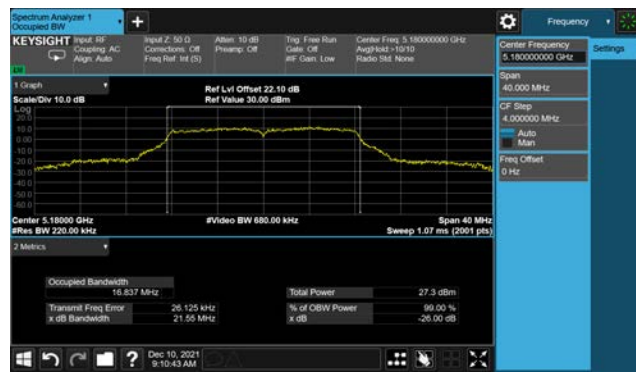 Spectrum Analyzer 1
Occupied BW
Frequency
KEYSIGHT
Input: RF
Coupling: AC
Align: Auto
Input Z: 50 Ω
Corrections: Off
Freq Ref: Int (S)
Atten: 10 dB
Preamp: Off
Trig: Free Run
Gate: Off
#IF Gain: Low
Center Freq: 5.180000000 GHz
Avg|Hold:>10/10
Radio Std: None
Center Frequency
5.180000000 GHz
Settings
Span
40.000 MHz
CF Step
4.000000 MHz
Auto
Man
Freq Offset
0 Hz
1 Graph
Scale/Div 10.0 dB
Ref Lvl Offset 22.10 dB
Ref Value 30.00 dBm
Log
20.0
10.0
0.00
-10.0
-20.0
-30.0
-40.0
-50.0
-60.0
Center 5.18000 GHz
#Res BW 220.00 kHz
#Video BW 680.00 kHz
Span 40 MHz
Sweep 1.07 ms (2001 pts)
2 Metrics
Occupied Bandwidth
16.837 MHz
Total Power 27.3 dBm
Transmit Freq Error 26.125 kHz
% of OBW Power 99.00 %
x dB Bandwidth 21.55 MHz
x dB -26.00 dB
?
Dec 10, 2021
9:10:43 AM